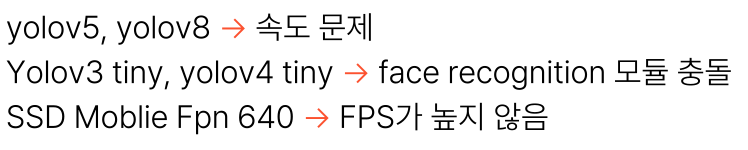 yolov5, yolov8 → 속도 문제
Yolov3 tiny, yolov4 tiny → face recognition 모듈 충돌
SSD Moblie Fpn 640 → FPS가 높지 않음